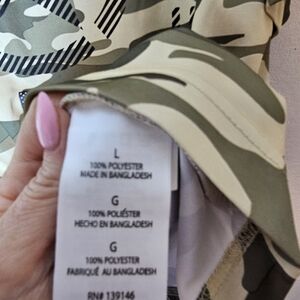 L
100% POLYESTER
MADE IN BANGLADESH
G
100% POLIÉSTER
HECHO EN BANGLADESH
G
100% POLYESTER
FABRIQUÉ AU BANGLADESH
RN# 139146